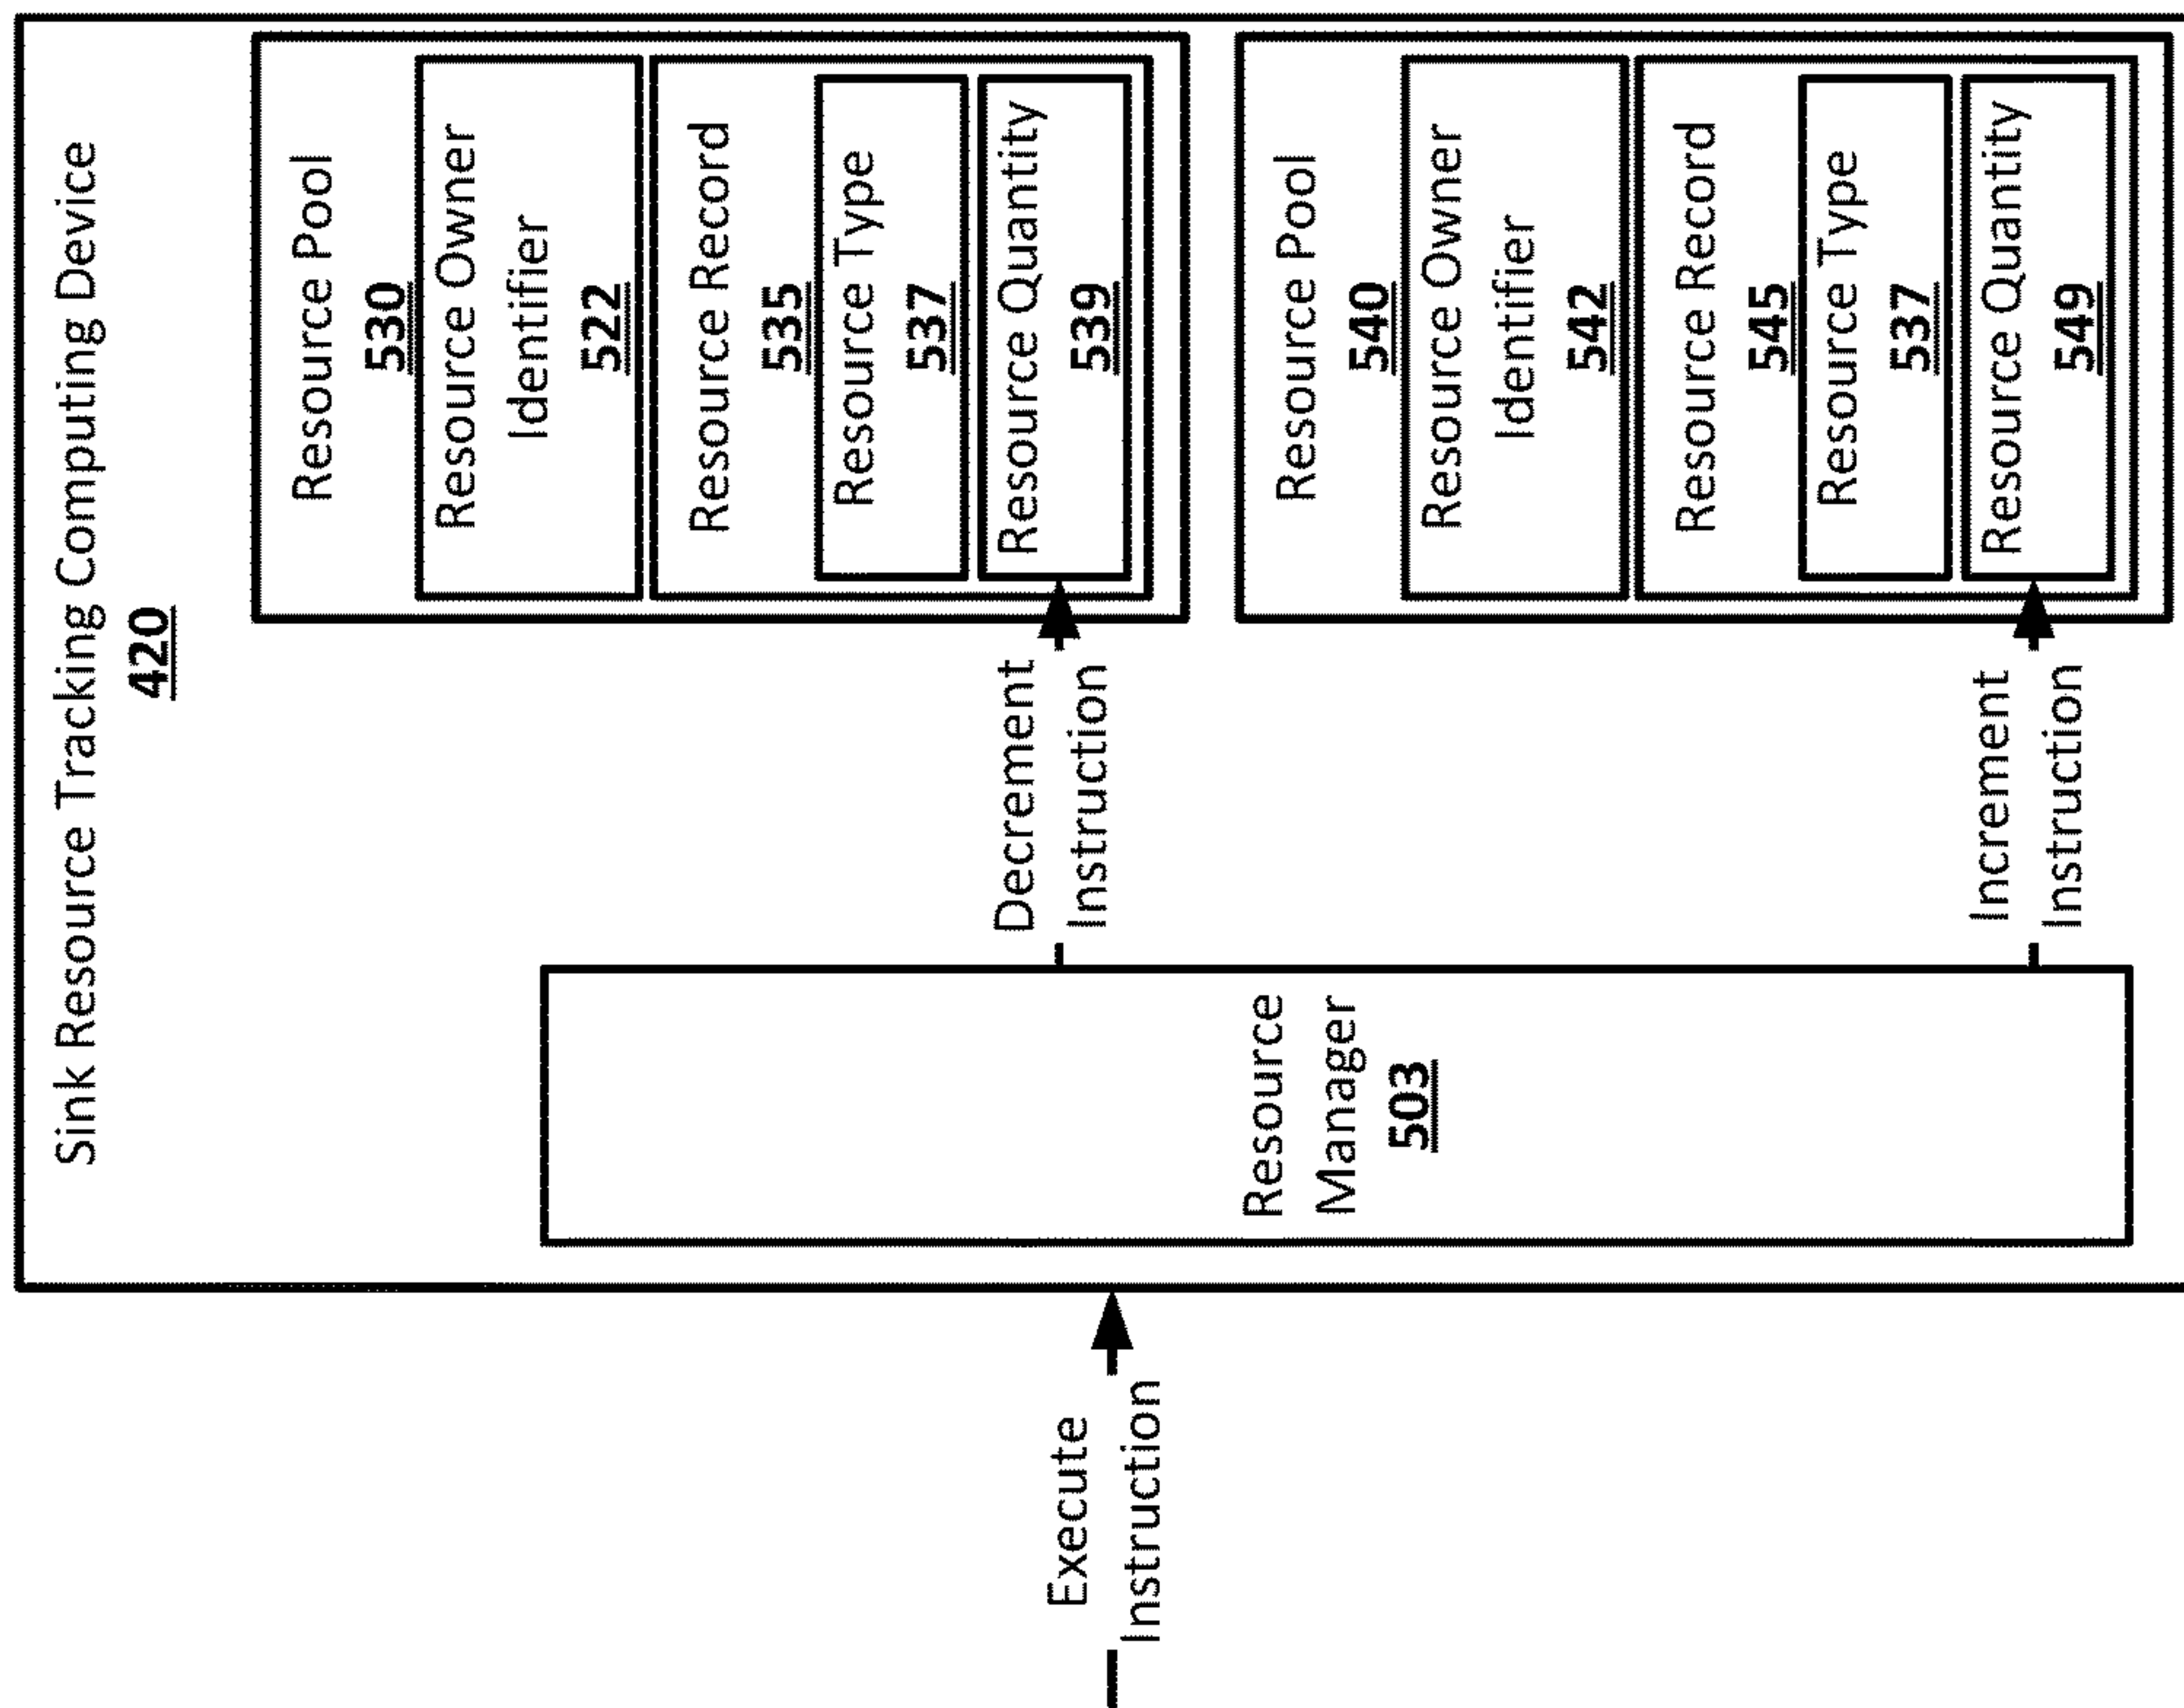 Sink Resource Tracking Computing Device
420
Execute
Instruction
Resource
Manager
503
Decrement
Instruction
Resource Pool
530
Resource Owner
Identifier
522
Resource Record
535
Resource Type
537
Resource Quantity
539
Increment
Instruction
Resource Pool
540
Resource Owner
Identifier
542
Resource Record
545
Resource Type
537
Resource Quantity
549